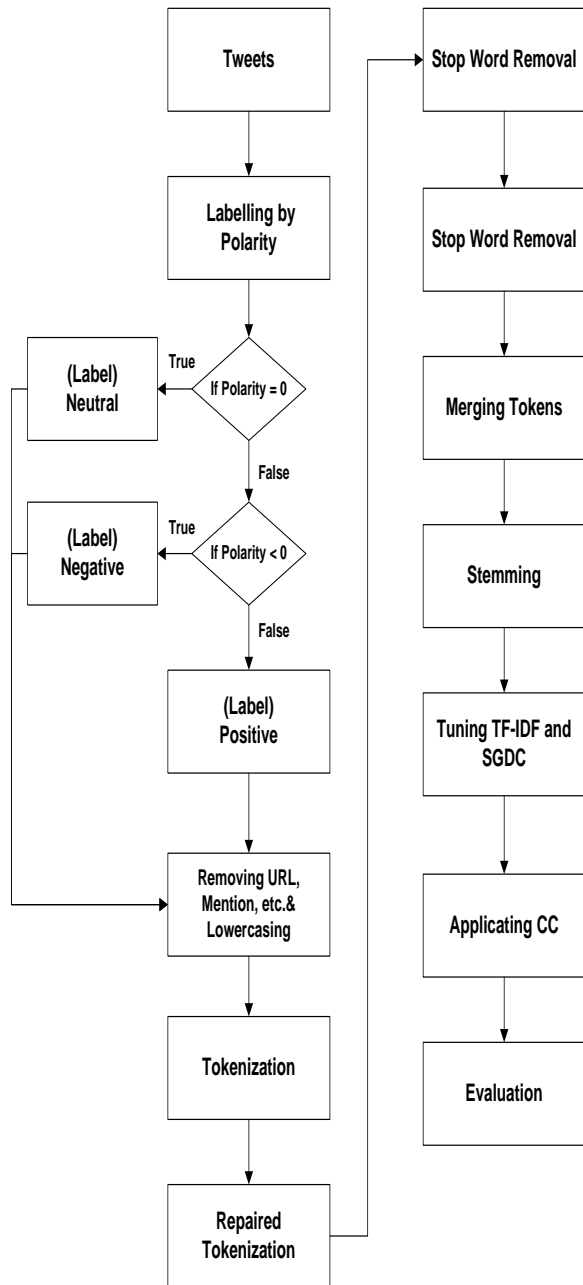 Tweets
Labelling by
Polarity
If Polarity = 0
True
(Label)
Neutral
False
If Polarity < 0
True
(Label)
Negative
False
(Label)
Positive
Removing URL,
Mention, etc.&
Lowercasing
Tokenization
Repaired
Tokenization
Stop Word Removal
Stop Word Removal
Merging Tokens
Stemming
Tuning TF-IDF and
SGDC
Applicating CC
Evaluation